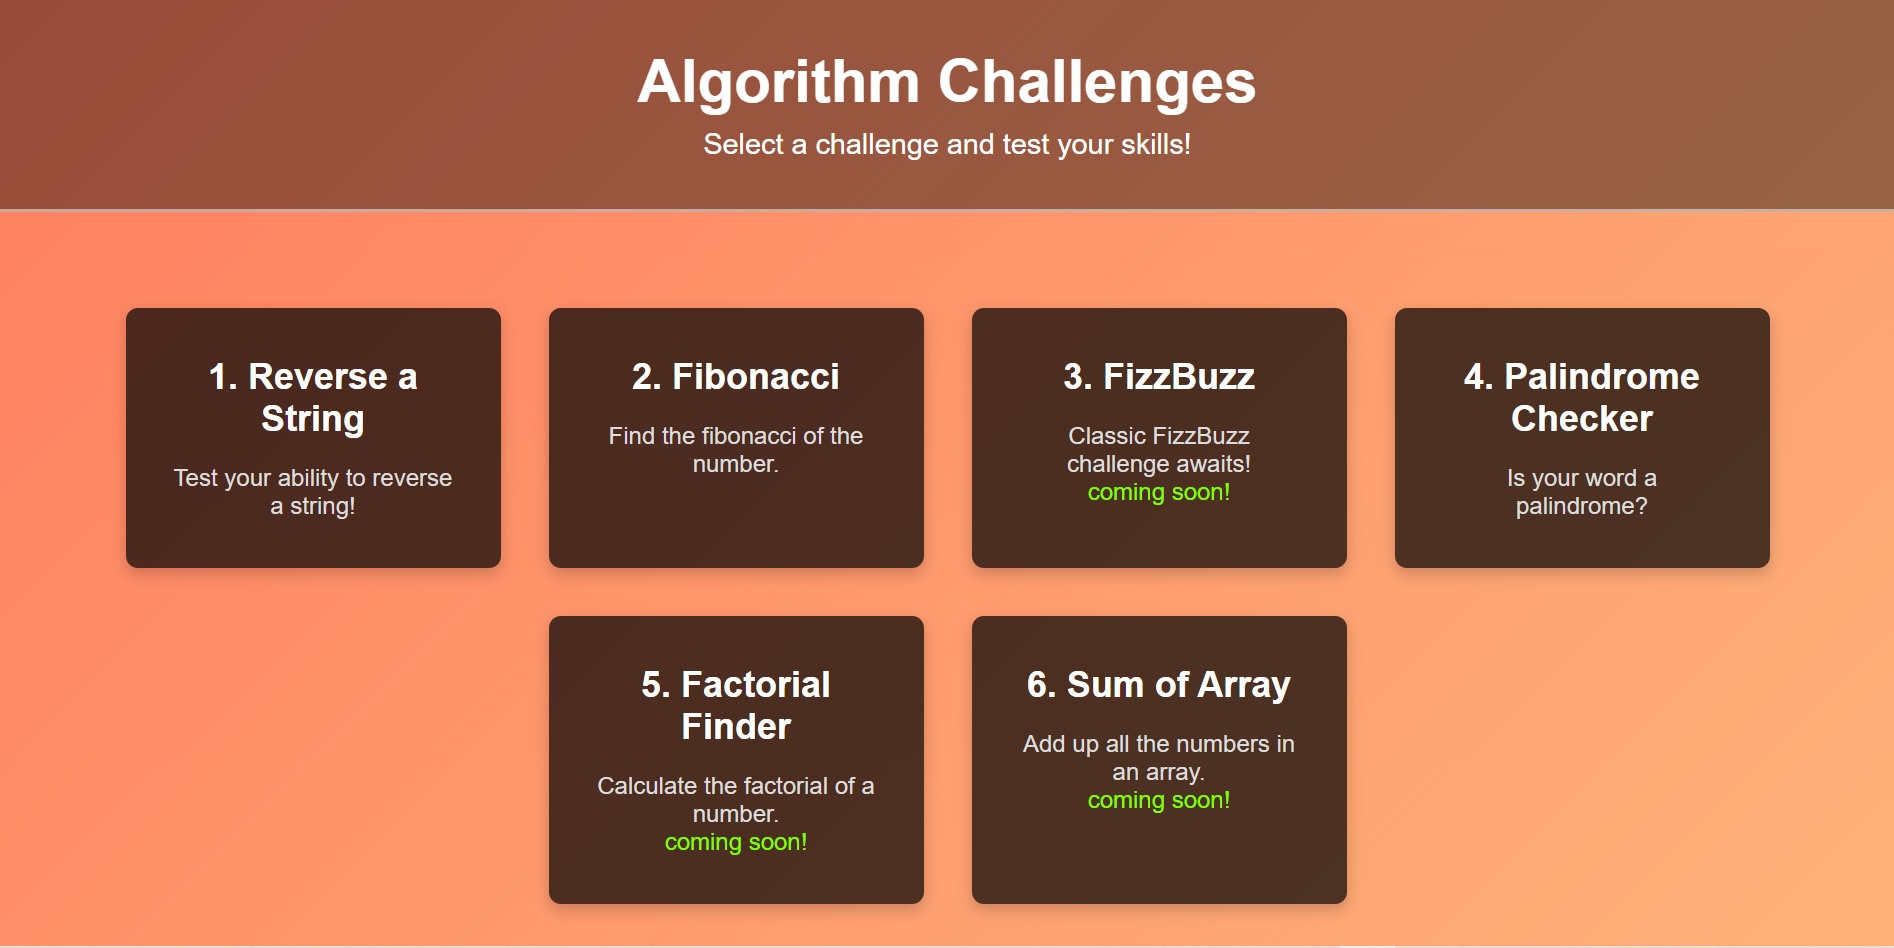 Algorithm Challenges
Select a challenge and test your skills!
1. Reverse a
String
Test your ability to reverse
a string!
2. Fibonacci
Find the fibonacci of the
number.
3. FizzBuzz
Classic FizzBuzz
challenge awaits!
coming soon!
4. Palindrome
Checker
Is your word a
palindrome?
5. Factorial
Finder
Calculate the factorial of a
number.
coming soon!
6. Sum of Array
Add up all the numbers in
an array.
coming soon!